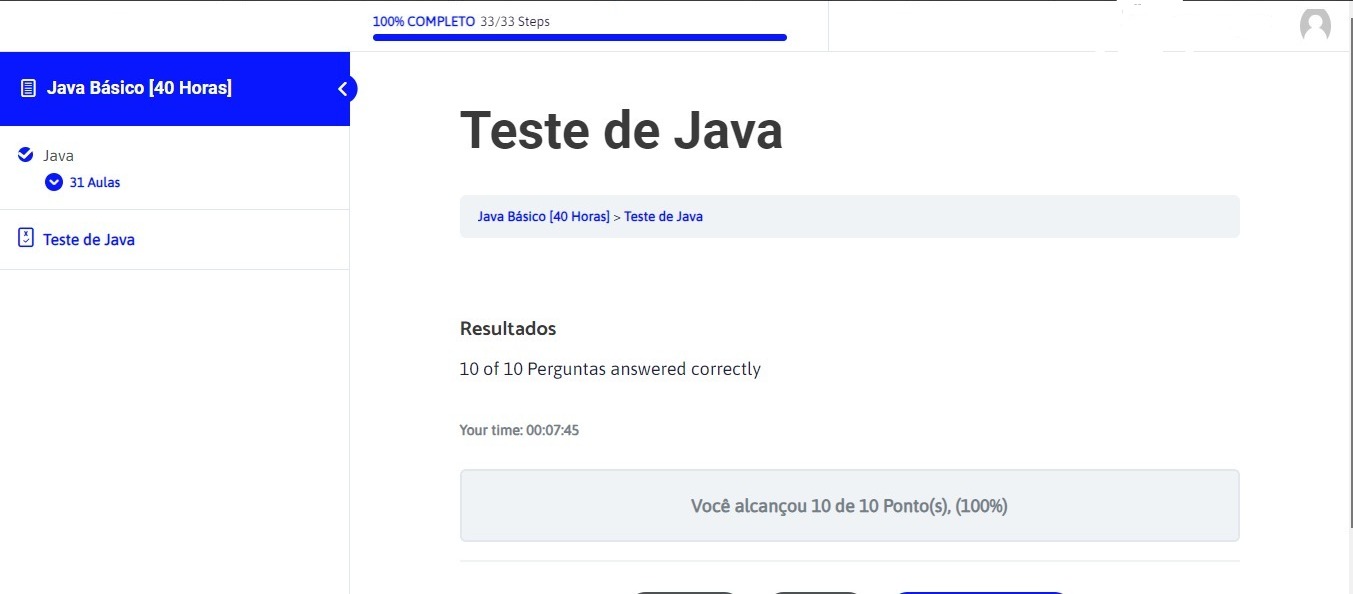 100% COMPLETO 33/33 Steps
Java Básico [40 Horas]
Java
31 Aulas
Teste de Java
Teste de Java
Java Básico [40 Horas] > Teste de Java
Resultados
10 of 10 Perguntas answered correctly
Your time: 00:07:45
Você alcançou 10 de 10 Ponto(s), (100%)